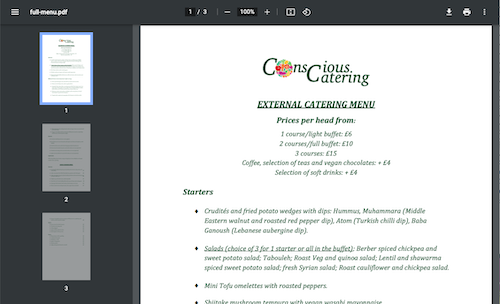 full-menu.pdf
1 / 3
100%
1
2
3
Conscious Catering
EXTERNAL CATERING MENU
Prices per head from:
1 course/light buffet: £6
2 courses/full buffet: £10
3 courses: £15
Coffee, selection of teas and vegan chocolates: + £4
Selection of soft drinks: + £4
Starters
♦ Crudités and fried potato wedges with dips: Hummus, Muhammara (Middle
Eastern walnut and roasted red pepper dip), Atom (Turkish chilli dip), Baba
Ganoush (Lebanese aubergine dip).
♦ Salads (choice of 3 for 1 starter or all in the buffet): Berber spiced chickpea and
sweet potato salad; Tabouleh; Roast Veg and quinoa salad; Lentil and shawarma
spiced sweet potato salad; fresh Syrian salad; Roast cauliflower and chickpea salad.
♦ Mini Tofu omelettes with roasted peppers.
♦ Shiitake mushroom tempura with vegan wasabi mayonnaise